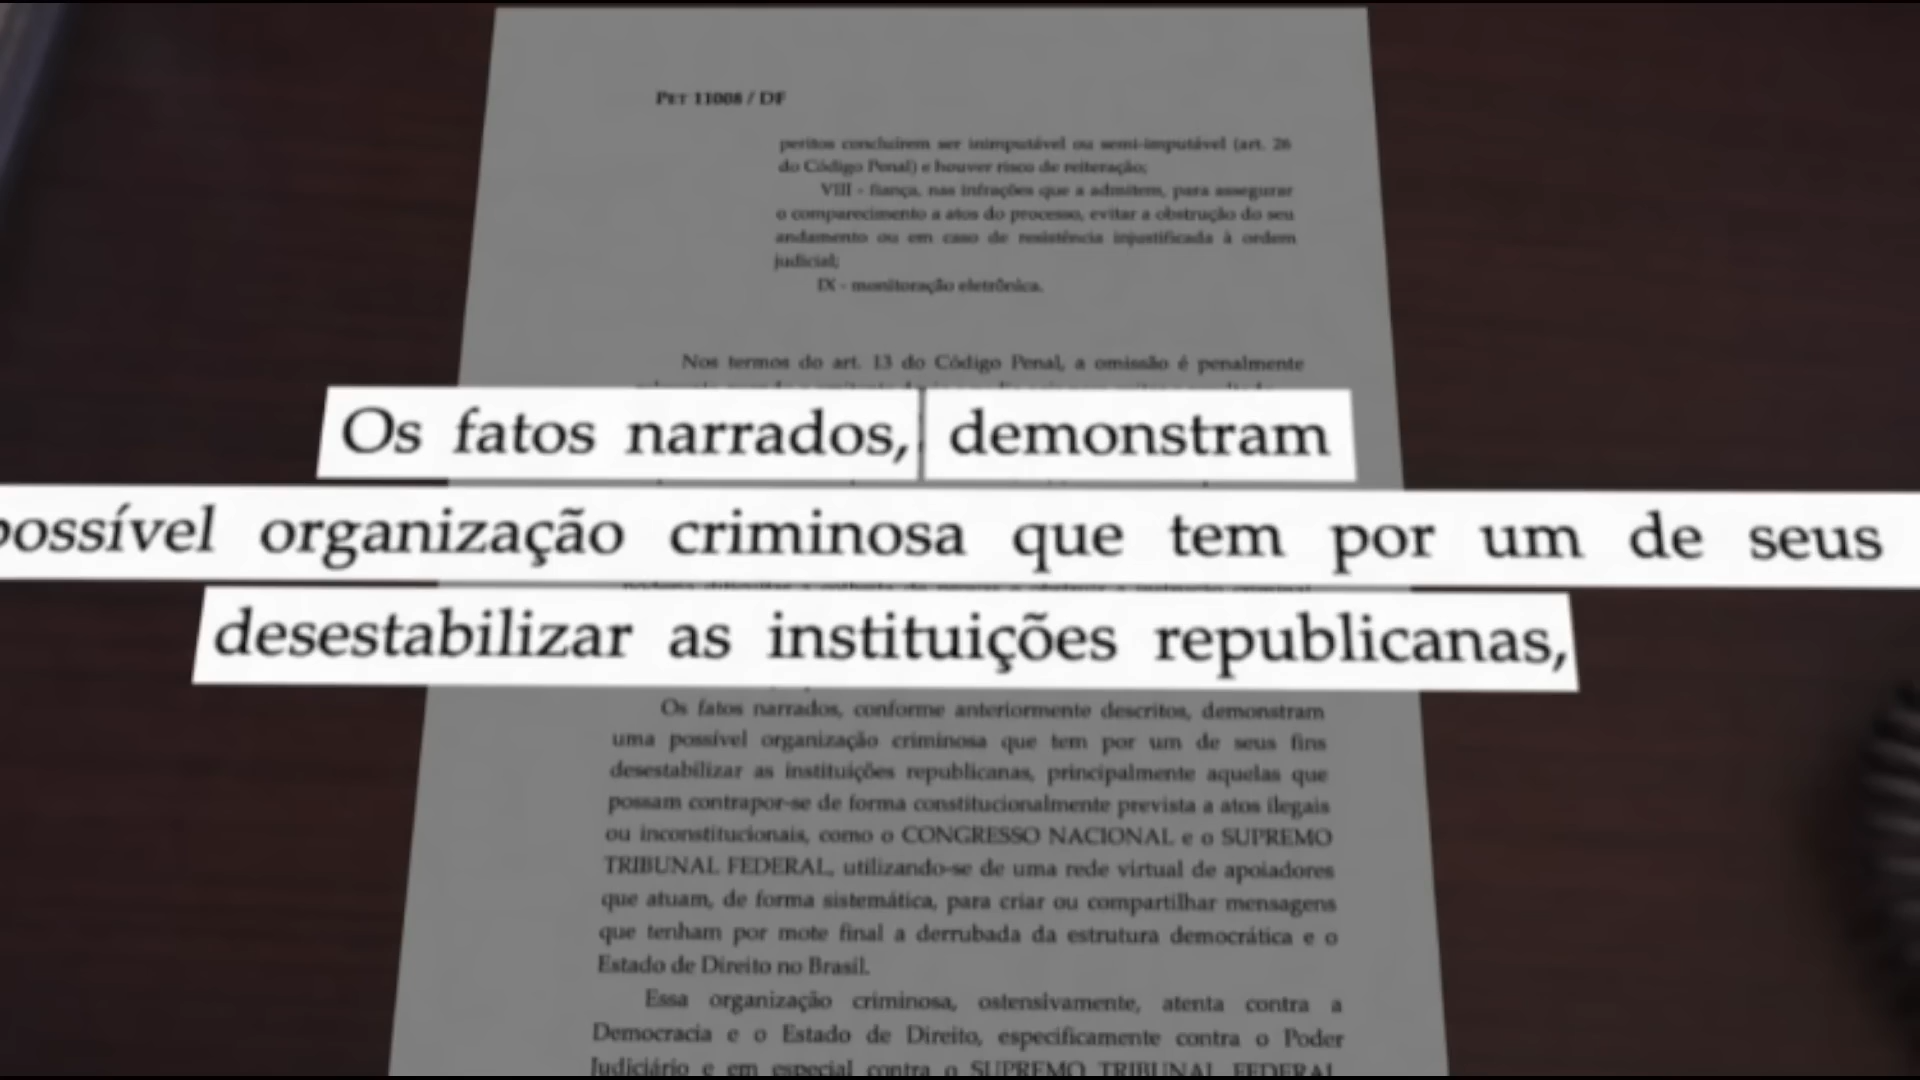 PET 11008 / DF
peritos concluírem ser inimputável ou semi-imputável (art. 26
do Código Penal) e houver risco de reiteração;
VIII - fiança, nas infrações que a admitem, para assegurar
o comparecimento a atos do processo, evitar a obstrução do seu
andamento ou em caso de resistência injustificada à ordem
judicial;
IX - monitoração eletrônica.
Nos termos do art. 13 do Código Penal, a omissão é penalmente
Os fatos narrados, demonstram
possível organização criminosa que tem por um de seus
desestabilizar as instituições republicanas,
Os fatos narrados, conforme anteriormente descritos, demonstram
uma possível organização criminosa que tem por um de seus fins
desestabilizar as instituições republicanas, principalmente aquelas que
possam contrapor-se de forma constitucionalmente prevista a atos ilegais
ou inconstitucionais, como o CONGRESSO NACIONAL e o SUPREMO
TRIBUNAL FEDERAL, utilizando-se de uma rede virtual de apoiadores
que atuam, de forma sistemática, para criar ou compartilhar mensagens
que tenham por mote final a derrubada da estrutura democrática e o
Estado de Direito no Brasil.
Essa organização criminosa, ostensivamente, atenta contra a
Democracia e o Estado de Direito, especificamente contra o Poder
Judiciário e em especial contra o SUPREMO TRIBUNAL FEDERAL,